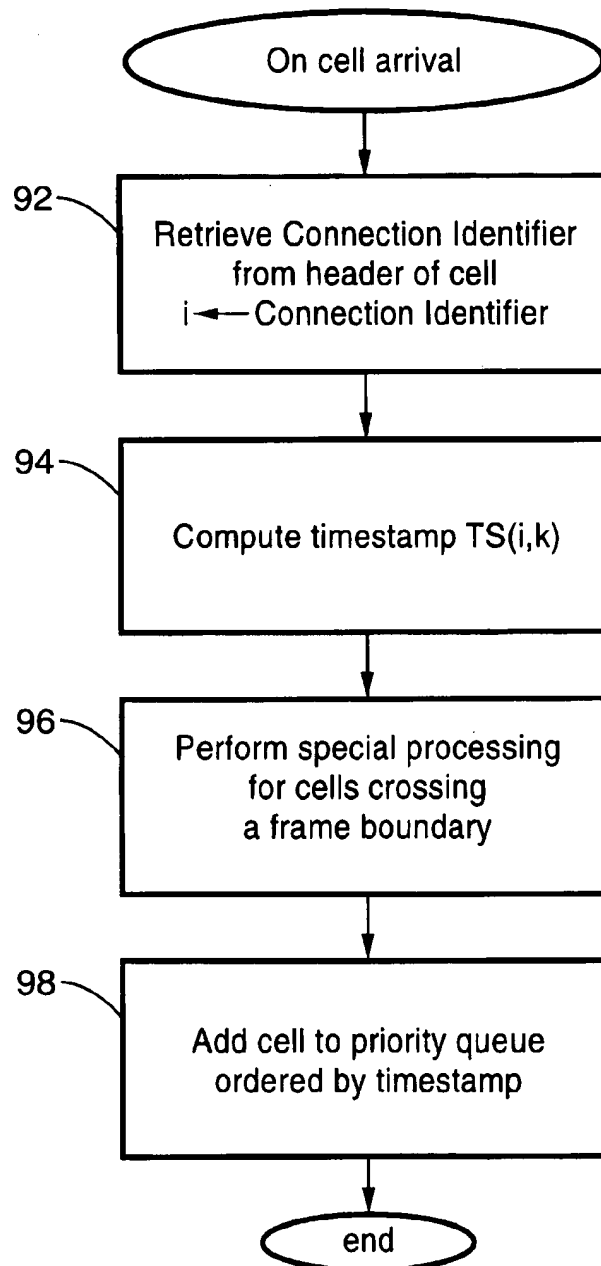 On cell arrival
92
Retrieve Connection Identifier
from header of cell
i ← Connection Identifier
94
Compute timestamp TS(i,k)
96
Perform special processing
for cells crossing
a frame boundary
98
Add cell to priority queue
ordered by timestamp
end